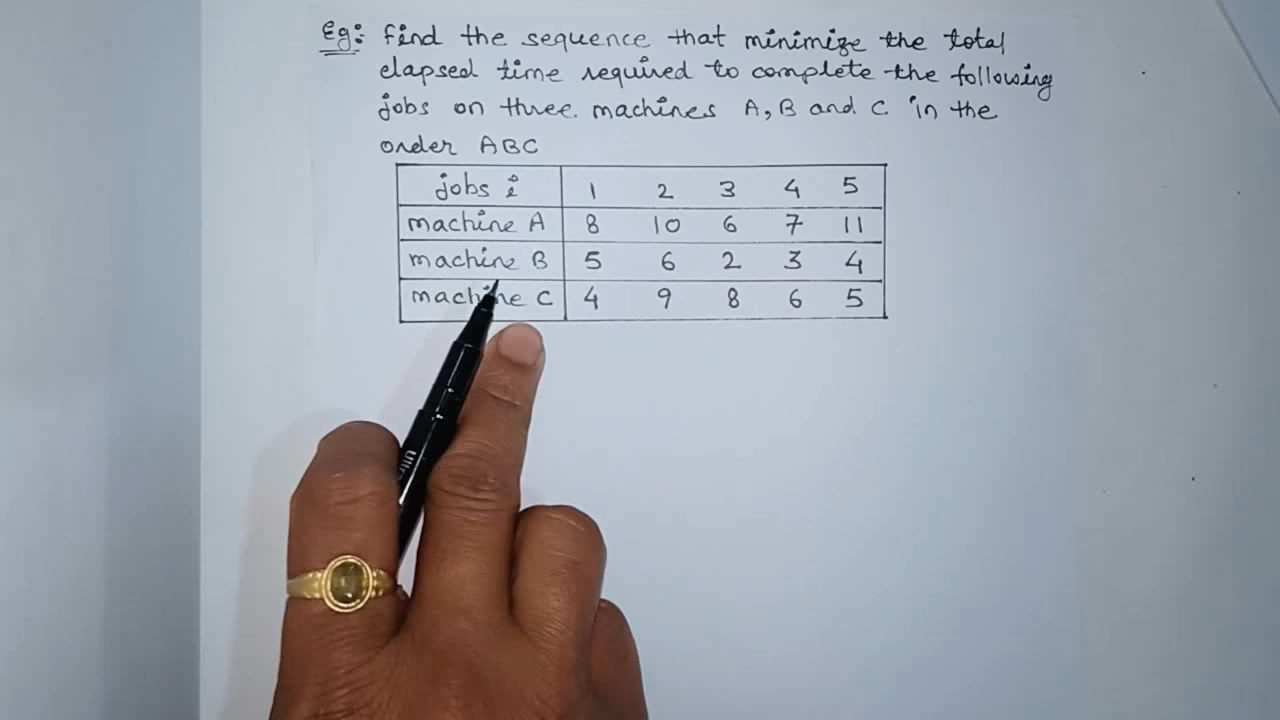 Eg: Find the sequence that minimize the total
elapsed time required to complete the following
jobs on three machines A, B and C in the
order ABC
jobs i 1 2 3 4 5
machine A 8 10 6 7 11
machine B 5 6 2 3 4
machine C 4 9 8 6 5